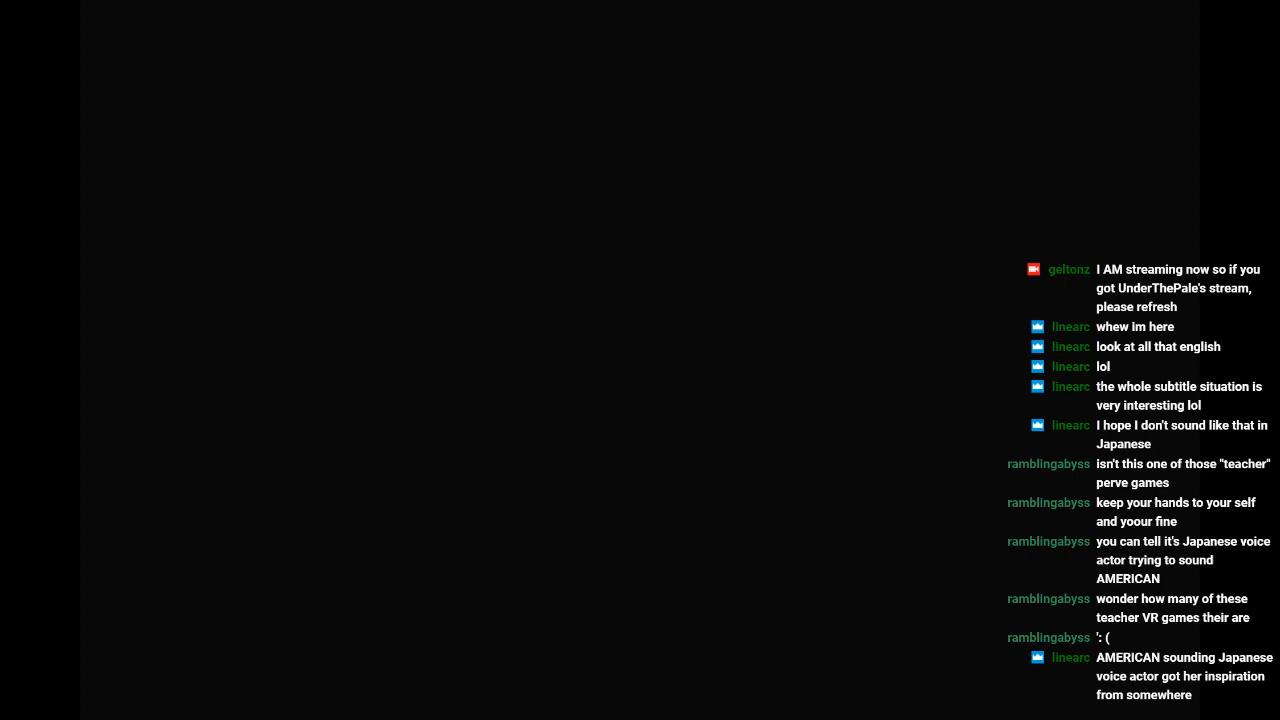 geltonz I AM streaming now so if you
got UnderThePale's stream,
please refresh
linearc whew im here
linearc look at all that english
linearc lol
linearc the whole subtitle situation is
very interesting lol
linearc I hope I don't sound like that in
Japanese
ramblingabyss isn't this one of those "teacher"
perve games
ramblingabyss keep your hands to your self
and yoour fine
ramblingabyss you can tell it's Japanese voice
actor trying to sound
AMERICAN
ramblingabyss wonder how many of these
teacher VR games their are
ramblingabyss ': (
linearc AMERICAN sounding Japanese
voice actor got her inspiration
from somewhere